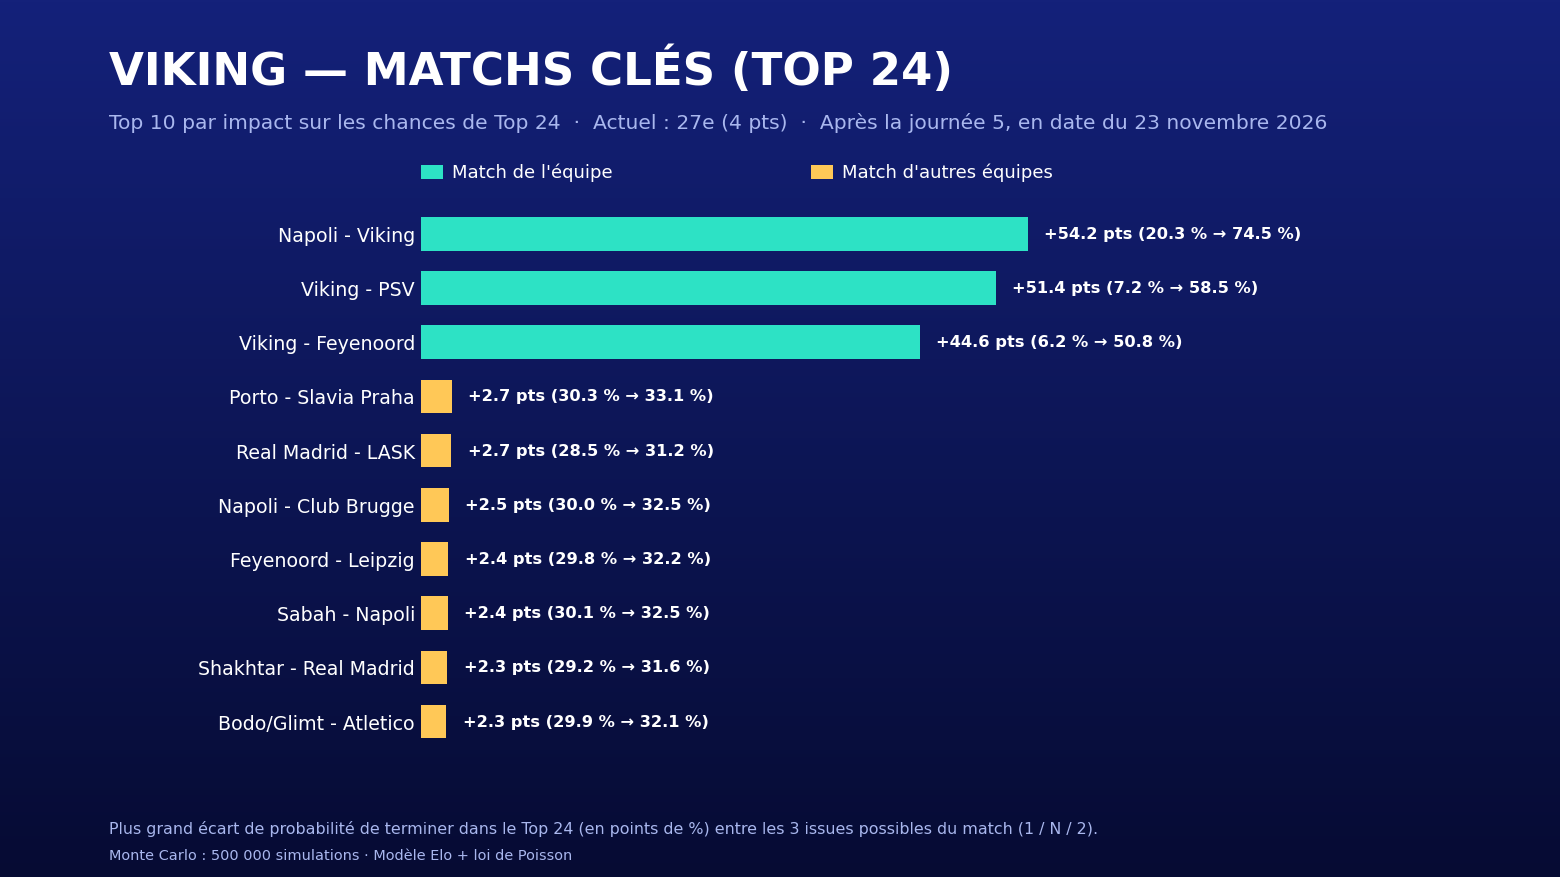 VIKING — MATCHS CLÉS (TOP 24)
Top 10 par impact sur les chances de Top 24 · Actuel : 27e (4 pts) · Après la journée 5, en date du 23 novembre 2026
Match de l'équipe Match d'autres équipes
Napoli - Viking +54.2 pts (20.3 % → 74.5 %)
Viking - PSV +51.4 pts (7.2 % → 58.5 %)
Viking - Feyenoord +44.6 pts (6.2 % → 50.8 %)
Porto - Slavia Praha +2.7 pts (30.3 % → 33.1 %)
Real Madrid - LASK +2.7 pts (28.5 % → 31.2 %)
Napoli - Club Brugge +2.5 pts (30.0 % → 32.5 %)
Feyenoord - Leipzig +2.4 pts (29.8 % → 32.2 %)
Sabah - Napoli +2.4 pts (30.1 % → 32.5 %)
Shakhtar - Real Madrid +2.3 pts (29.2 % → 31.6 %)
Bodo/Glimt - Atletico +2.3 pts (29.9 % → 32.1 %)
Plus grand écart de probabilité de terminer dans le Top 24 (en points de %) entre les 3 issues possibles du match (1 / N / 2).
Monte Carlo : 500 000 simulations · Modèle Elo + loi de Poisson